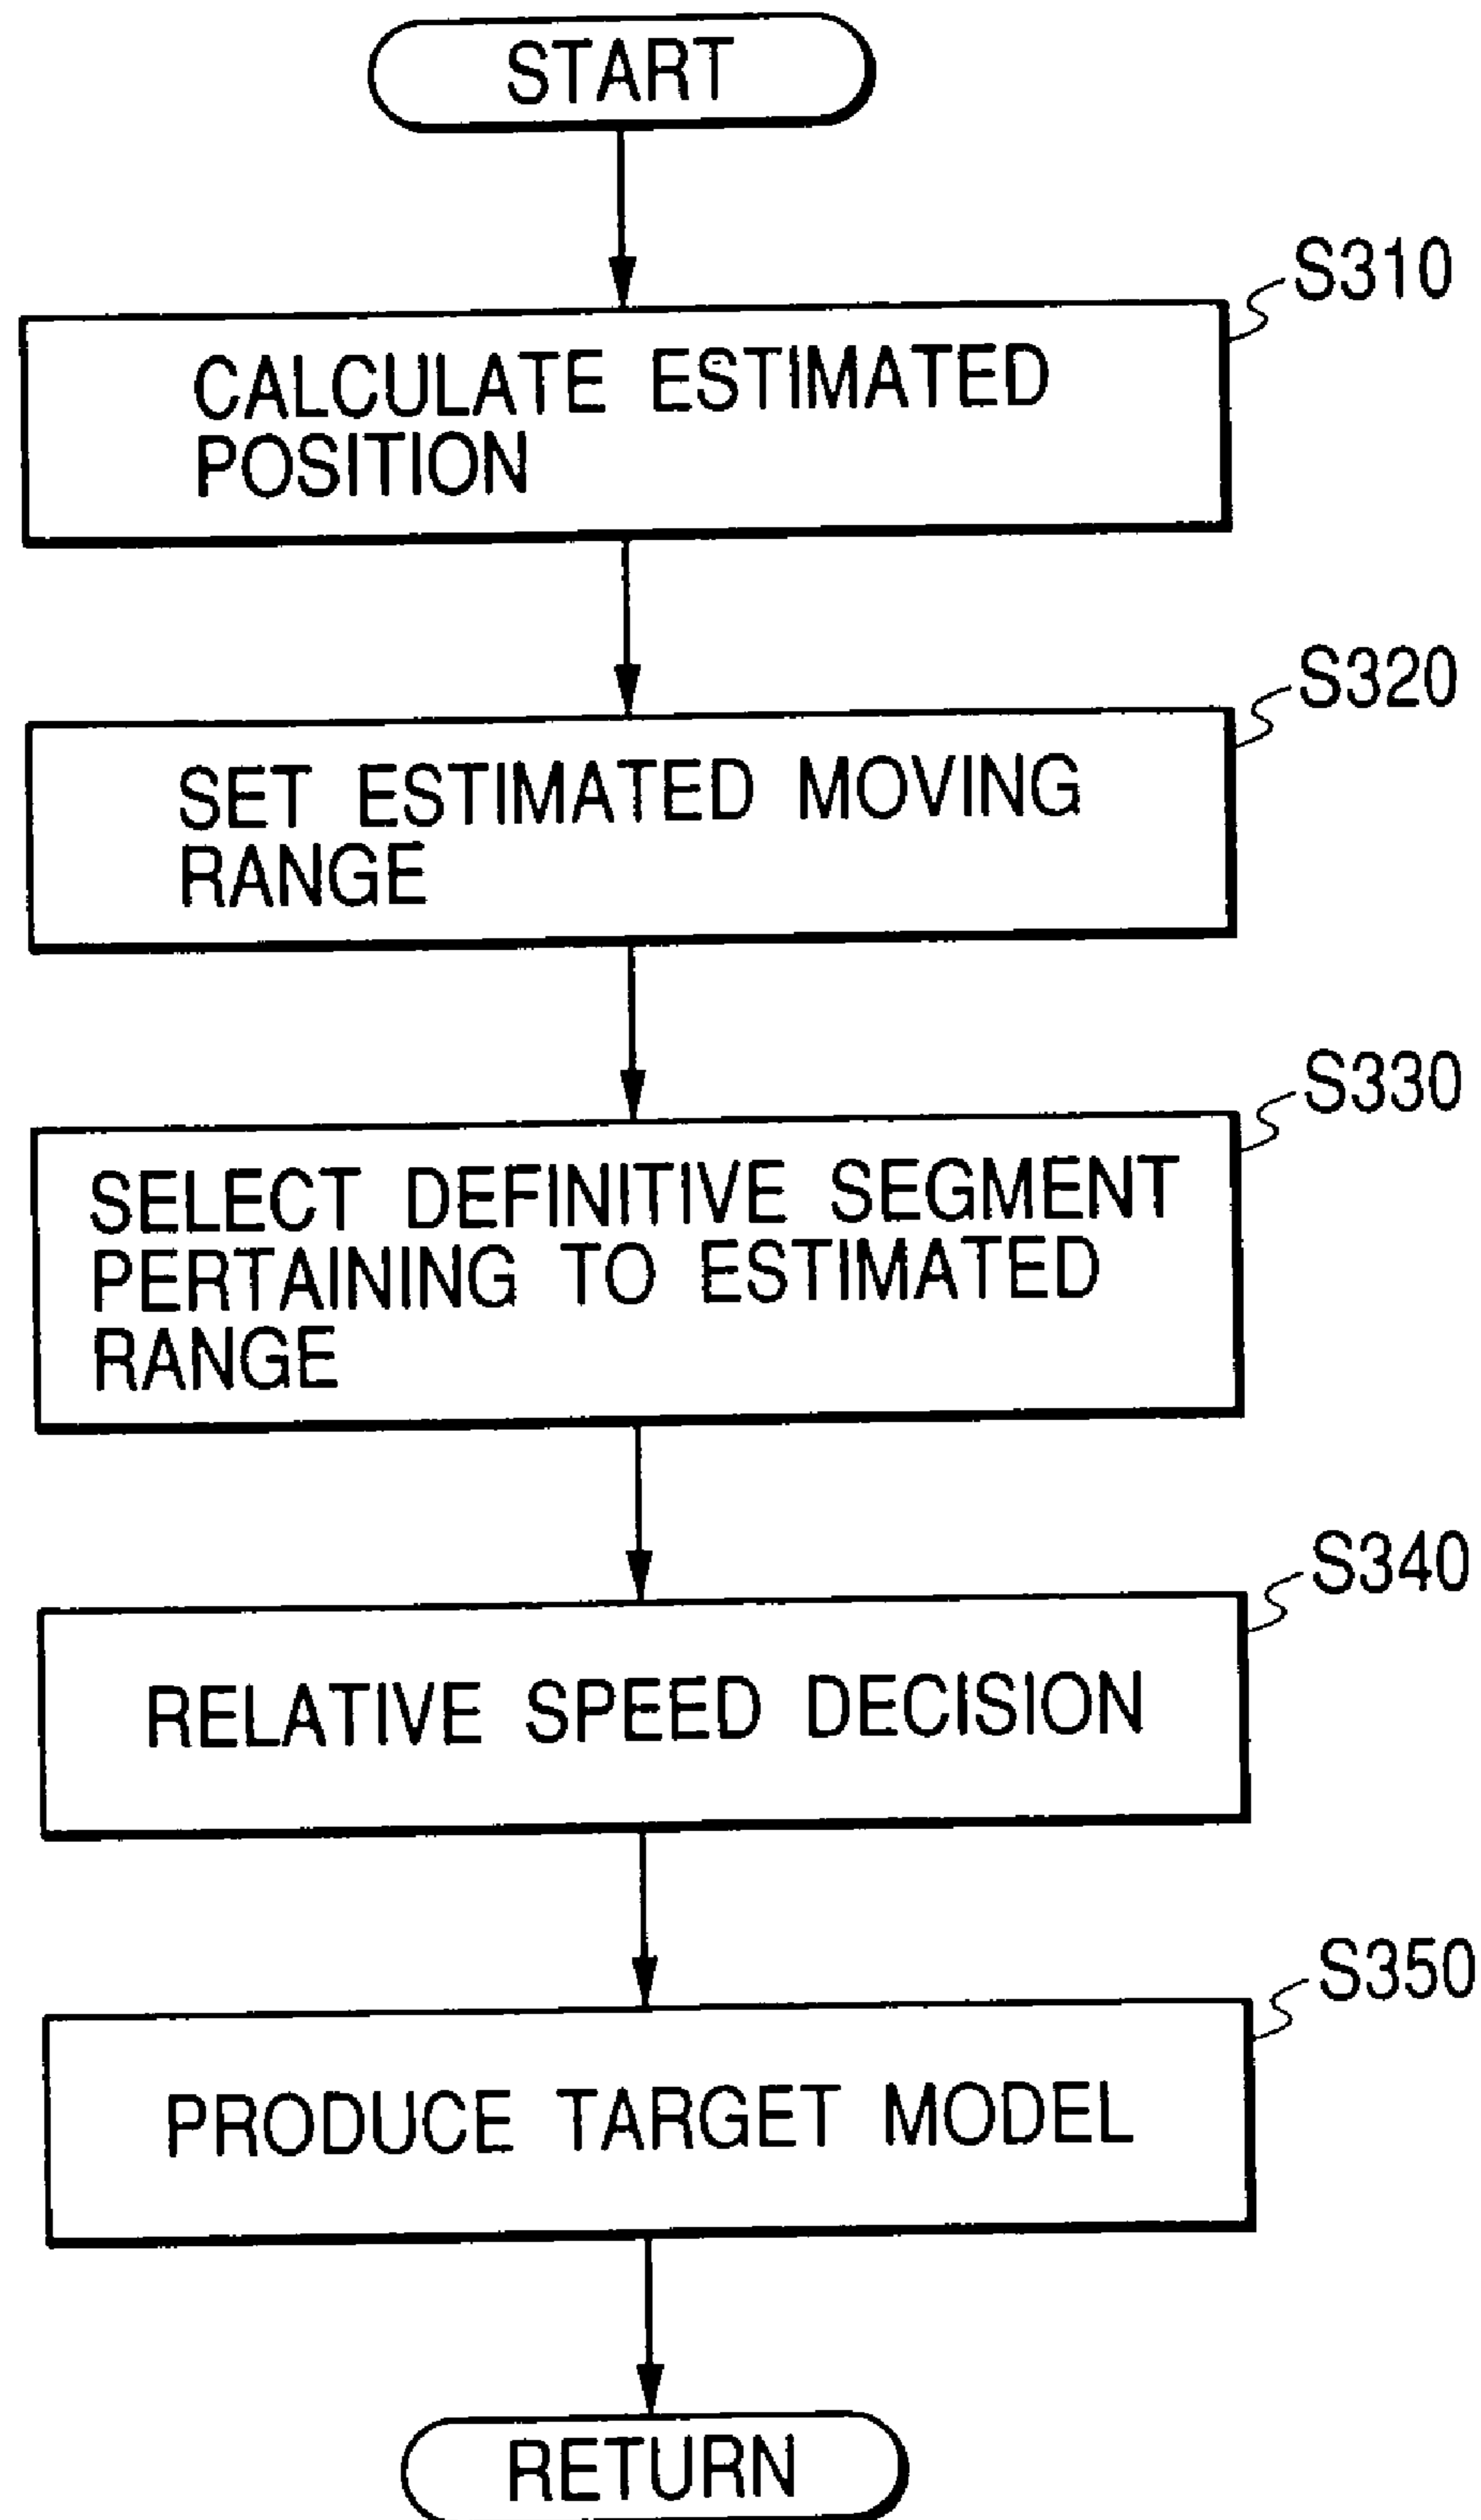 START
S310
CALCULATE ESTIMATED
POSITION
S320
SET ESTIMATED MOVING
RANGE
S330
SELECT DEFINITIVE SEGMENT
PERTAINING TO ESTIMATED
RANGE
S340
RELATIVE SPEED DECISION
S350
PRODUCE TARGET MODEL
RETURN